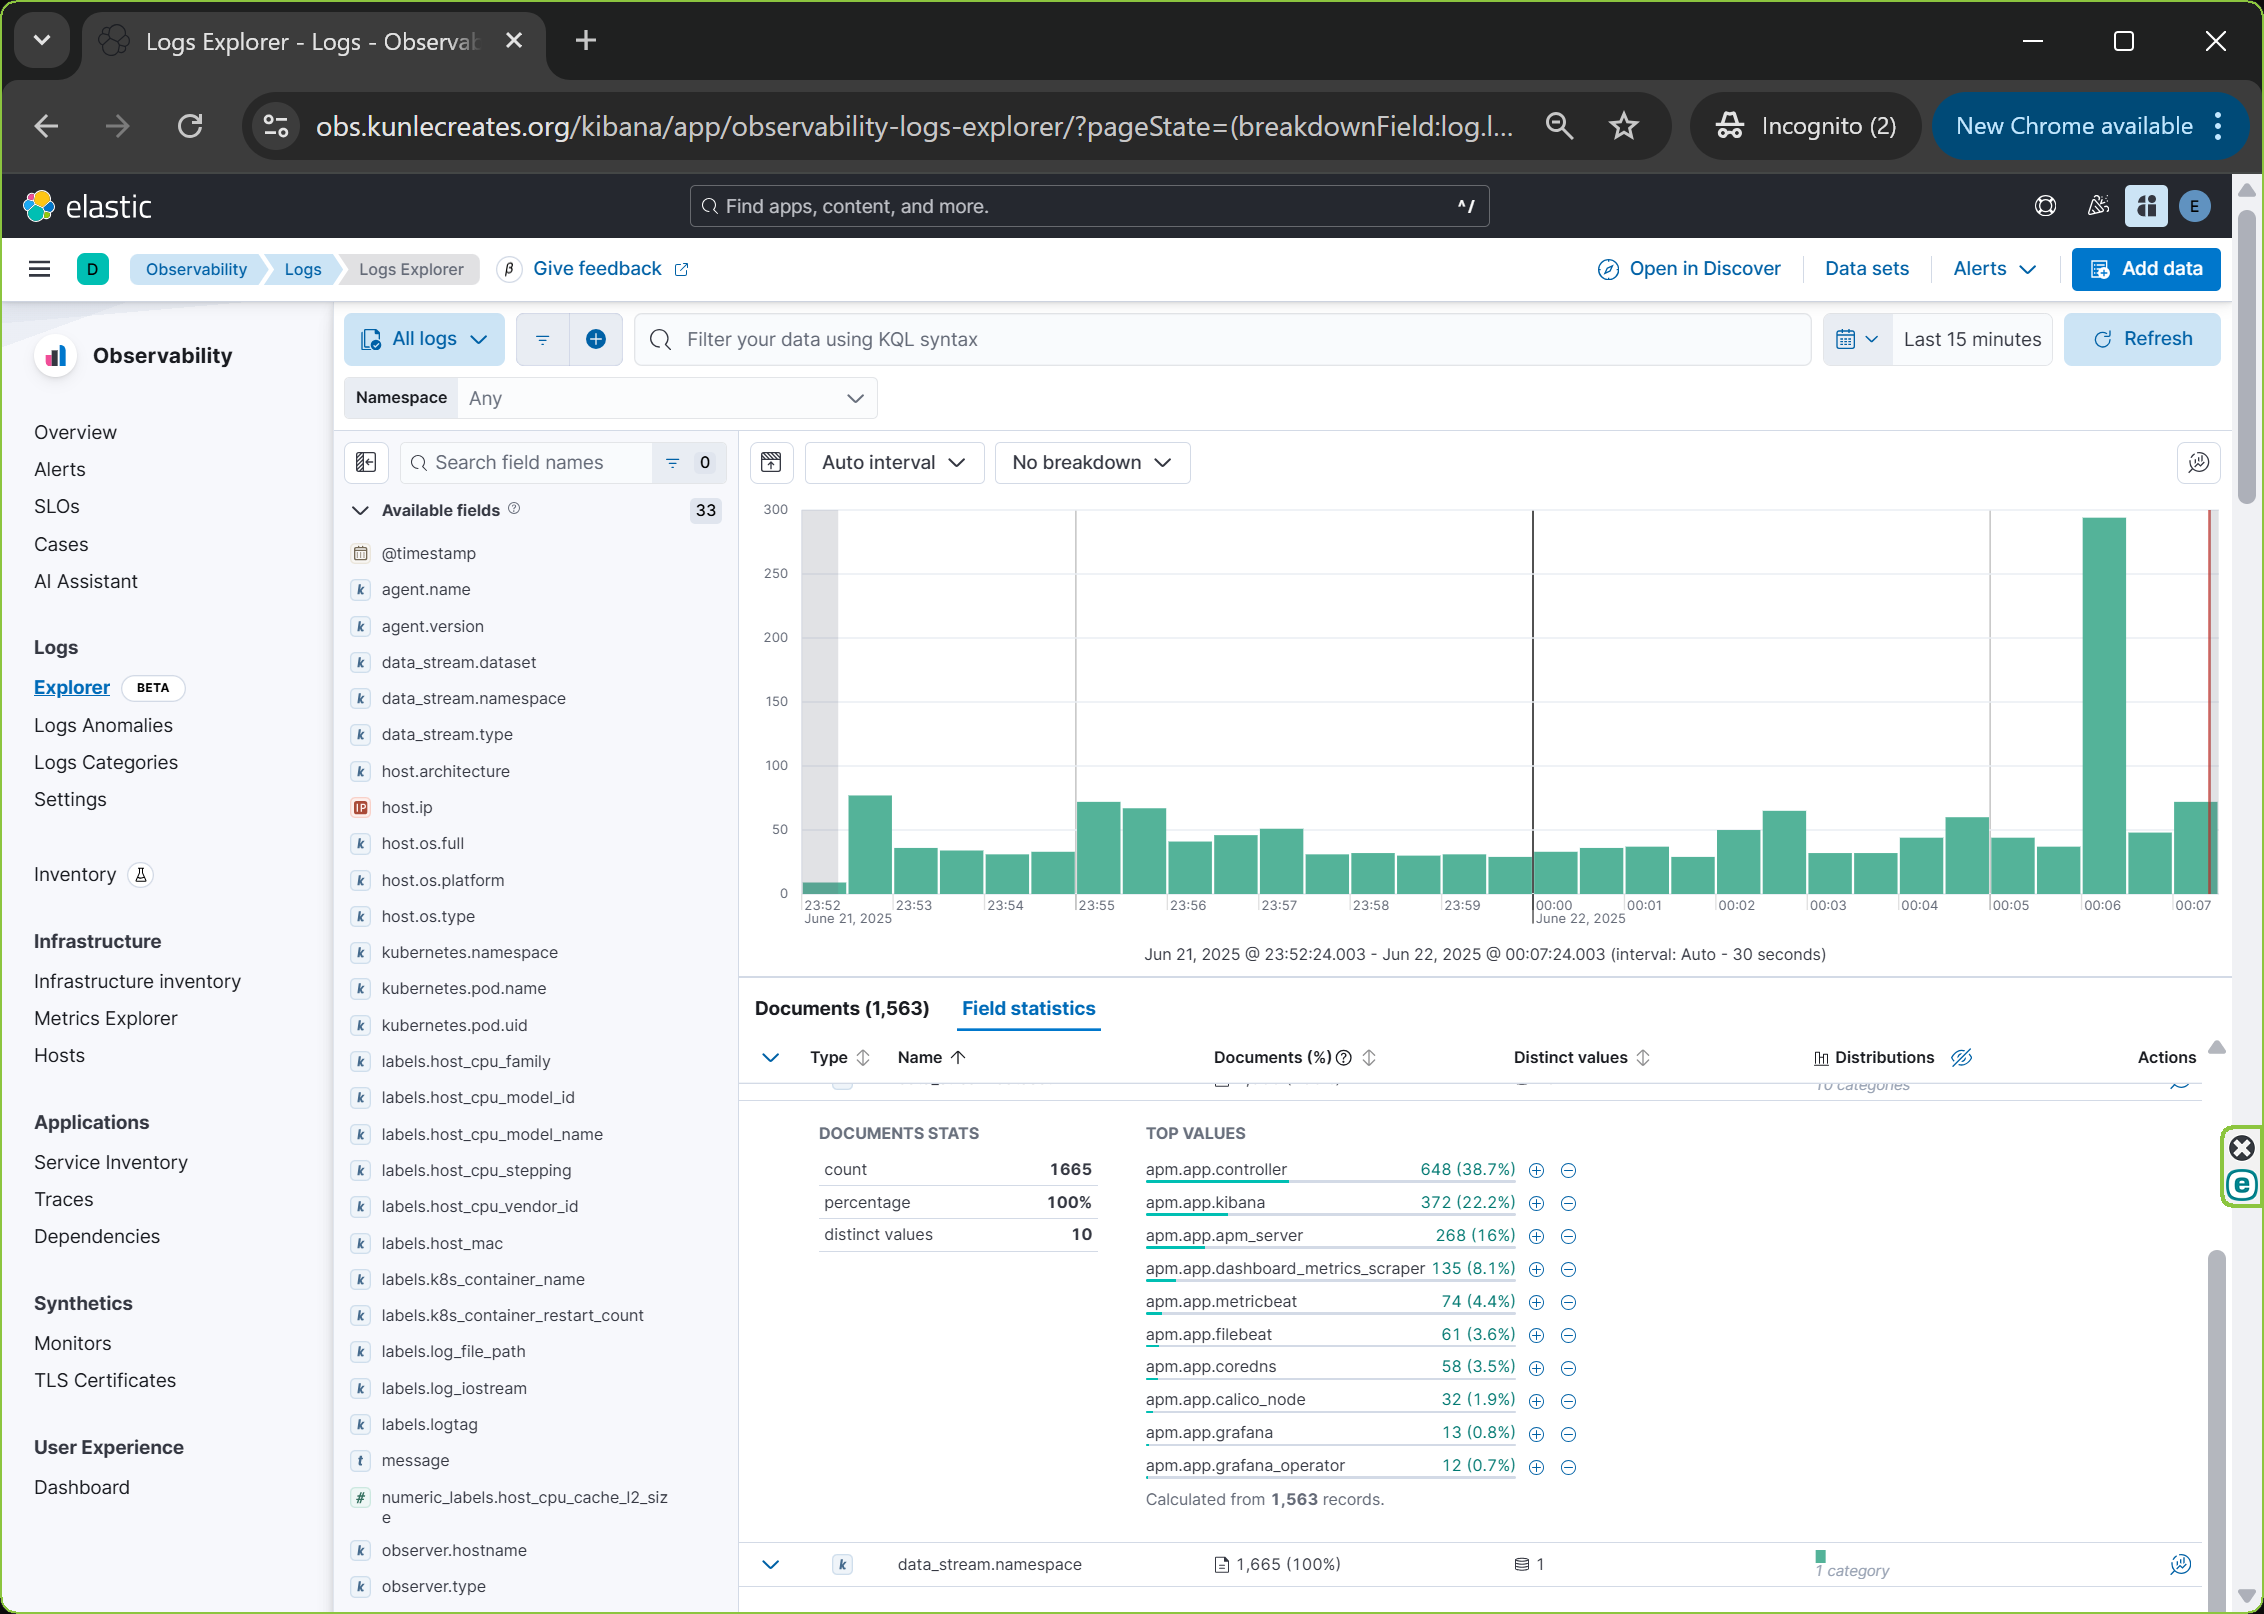 Logs Explorer - Logs - Observab
obs.kunlecreates.org/kibana/app/observability-logs-explorer/?pageState=(breakdownField:log.l...
Incognito (2)
New Chrome available
elastic
Find apps, content, and more.
^/
E
D
Observability
Logs
Logs Explorer
β
Give feedback
Open in Discover
Data sets
Alerts
Add data
Observability
Overview
Alerts
SLOs
Cases
AI Assistant
Logs
Explorer BETA
Logs Anomalies
Logs Categories
Settings
Inventory
Infrastructure
Infrastructure inventory
Metrics Explorer
Hosts
Applications
Service Inventory
Traces
Dependencies
Synthetics
Monitors
TLS Certificates
User Experience
Dashboard
All logs
Filter your data using KQL syntax
Last 15 minutes
Refresh
Namespace Any
Search field names
0
Available fields
33
@timestamp
k agent.name
k agent.version
k data_stream.dataset
k data_stream.namespace
k data_stream.type
k host.architecture
IP host.ip
k host.os.full
k host.os.platform
k host.os.type
k kubernetes.namespace
k kubernetes.pod.name
k kubernetes.pod.uid
k labels.host_cpu_family
k labels.host_cpu_model_id
k labels.host_cpu_model_name
k labels.host_cpu_stepping
k labels.host_cpu_vendor_id
k labels.host_mac
k labels.k8s_container_name
k labels.k8s_container_restart_count
k labels.log_file_path
k labels.log_iostream
k labels.logtag
t message
# numeric_labels.host_cpu_cache_l2_siz
e
k observer.hostname
k observer.type
Auto interval
No breakdown
300
250
200
150
100
50
0
23:52 23:53 23:54 23:55 23:56 23:57 23:58 23:59 00:00 00:01 00:02 00:03 00:04 00:05 00:06 00:07
June 21, 2025 June 22, 2025
Jun 21, 2025 @ 23:52:24.003 - Jun 22, 2025 @ 00:07:24.003 (interval: Auto - 30 seconds)
Documents (1,563)
Field statistics
Type Name Documents (%) Distinct values Distributions Actions
10 categories
DOCUMENTS STATS
count 1665
percentage 100%
distinct values 10
TOP VALUES
apm.app.controller 648 (38.7%)
apm.app.kibana 372 (22.2%)
apm.app.apm_server 268 (16%)
apm.app.dashboard_metrics_scraper 135 (8.1%)
apm.app.metricbeat 74 (4.4%)
apm.app.filebeat 61 (3.6%)
apm.app.coredns 58 (3.5%)
apm.app.calico_node 32 (1.9%)
apm.app.grafana 13 (0.8%)
apm.app.grafana_operator 12 (0.7%)
Calculated from 1,563 records.
k data_stream.namespace 1,665 (100%) 1 1 category
e